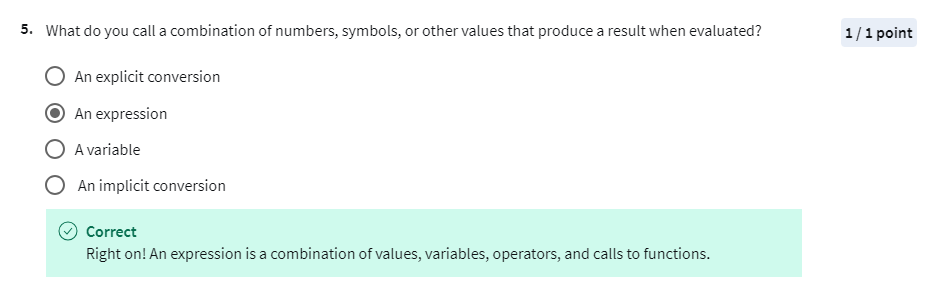 5. What do you call a combination of numbers, symbols, or other values that produce a result when evaluated?
1 / 1 point
An explicit conversion
An expression
A variable
An implicit conversion
Correct
Right on! An expression is a combination of values, variables, operators, and calls to functions.